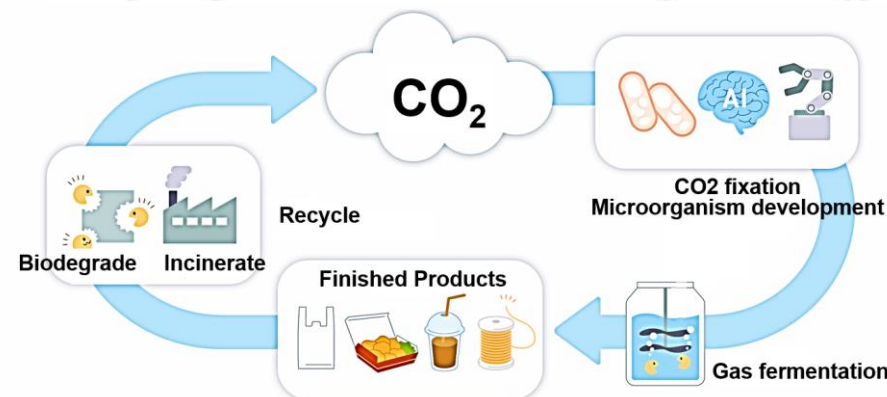 CO₂
AI
CO2 fixation
Microorganism development
Recycle
Biodegrade Incinerate
Finished Products
Gas fermentation